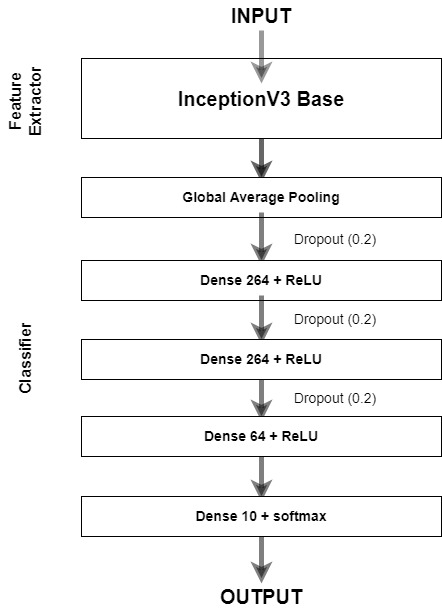 INPUT
Feature
Extractor
InceptionV3 Base
Global Average Pooling
Dropout (0.2)
Dense 264 + ReLU
Dropout (0.2)
Classifier
Dense 264 + ReLU
Dropout (0.2)
Dense 64 + ReLU
Dense 10 + softmax
OUTPUT